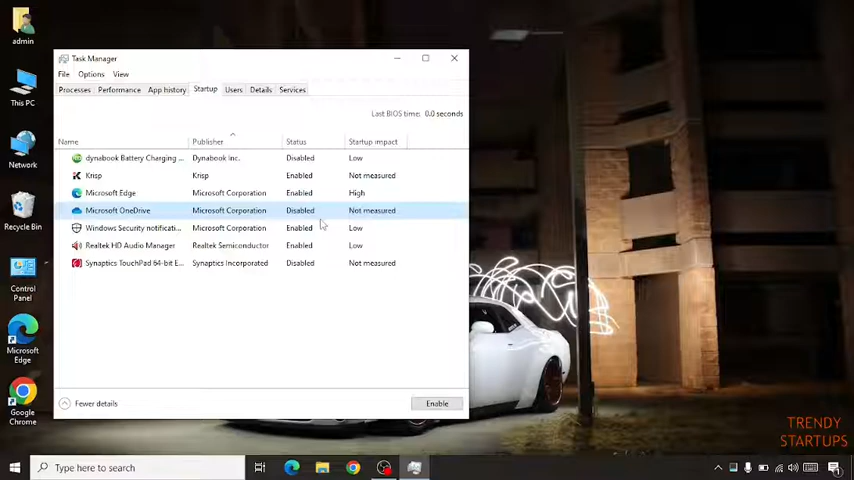 admin
This PC
Network
Recycle Bin
Control
Panel
Microsoft
Edge
Google
Chrome
Task Manager
File Options View
Processes Performance App history Startup Users Details Services
Last BIOS time: 0.0 seconds
Name Publisher Status Startup impact
dynabook Battery Charging ... Dynabook Inc. Disabled Low
Krisp Krisp Enabled Not measured
Microsoft Edge Microsoft Corporation Enabled High
Microsoft OneDrive Microsoft Corporation Disabled Not measured
Windows Security notificati... Microsoft Corporation Enabled Low
Realtek HD Audio Manager Realtek Semiconductor Enabled Low
Synaptics TouchPad 64-bit E... Synaptics Incorporated Disabled Not measured
Fewer details Enable
TRENDY
STARTUPS
Type here to search
1